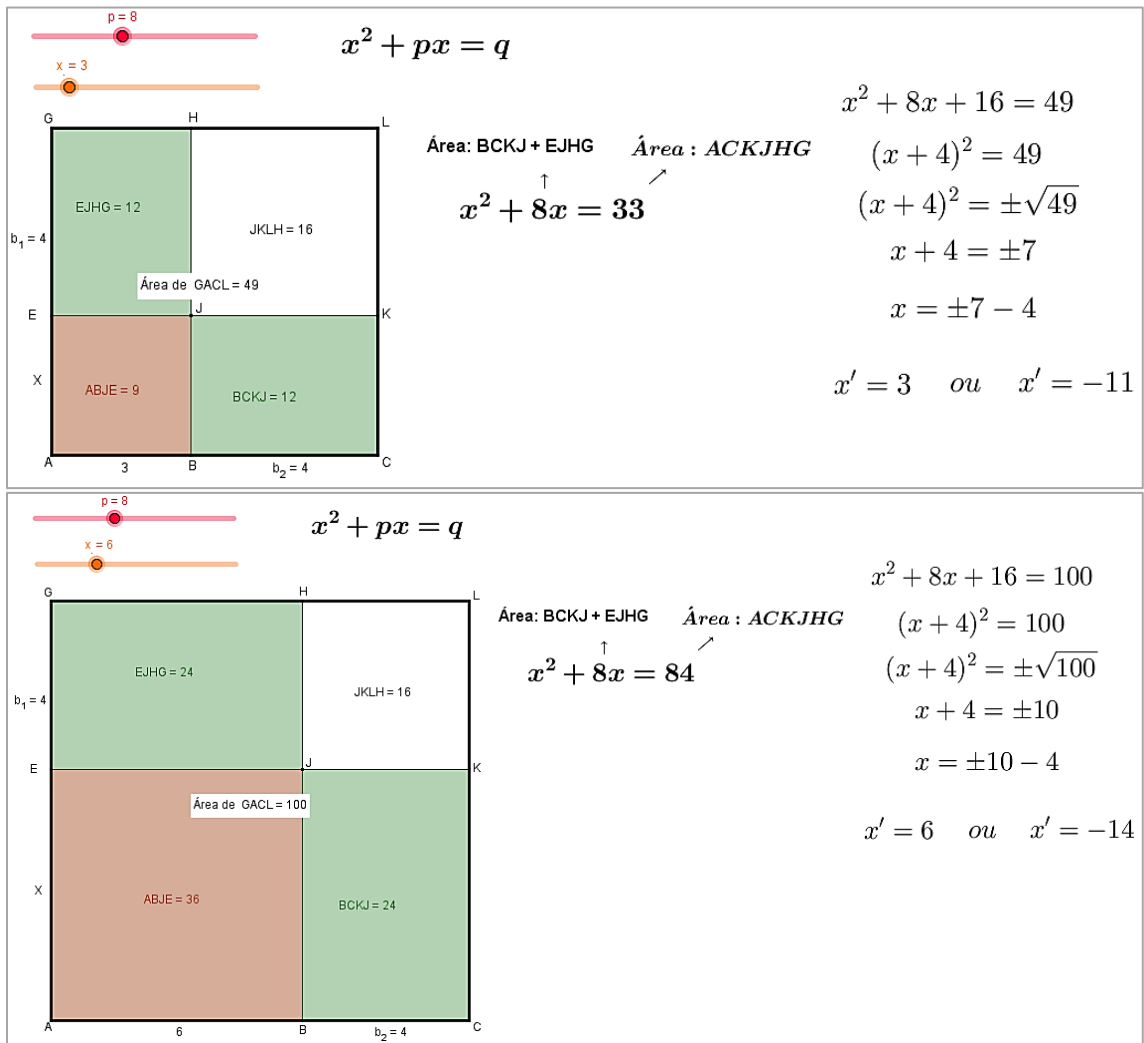 p = 8
x² + px = q
x = 3
x² + 8x + 16 = 49
G H L
Área: BCKJ + EJHG Área : ACKJHG
(x + 4)² = 49
↑ ↗
x² + 8x = 33
(x + 4)² = ±√49
EJHG = 12
JKLH = 16
b₁ = 4
x + 4 = ±7
Área de GACL = 49
E J K
x = ±7 − 4
X
ABJE = 9
BCKJ = 12
x′ = 3 ou x′ = −11
A 3 B b₂ = 4 C
p = 8
x² + px = q
x = 6
x² + 8x + 16 = 100
G H L
Área: BCKJ + EJHG Área : ACKJHG
(x + 4)² = 100
↑ ↗
x² + 8x = 84
(x + 4)² = ±√100
EJHG = 24
JKLH = 16
b₁ = 4
x + 4 = ±10
E J K
x = ±10 − 4
Área de GACL = 100
x′ = 6 ou x′ = −14
X
ABJE = 36
BCKJ = 24
A 6 B b₂ = 4 C